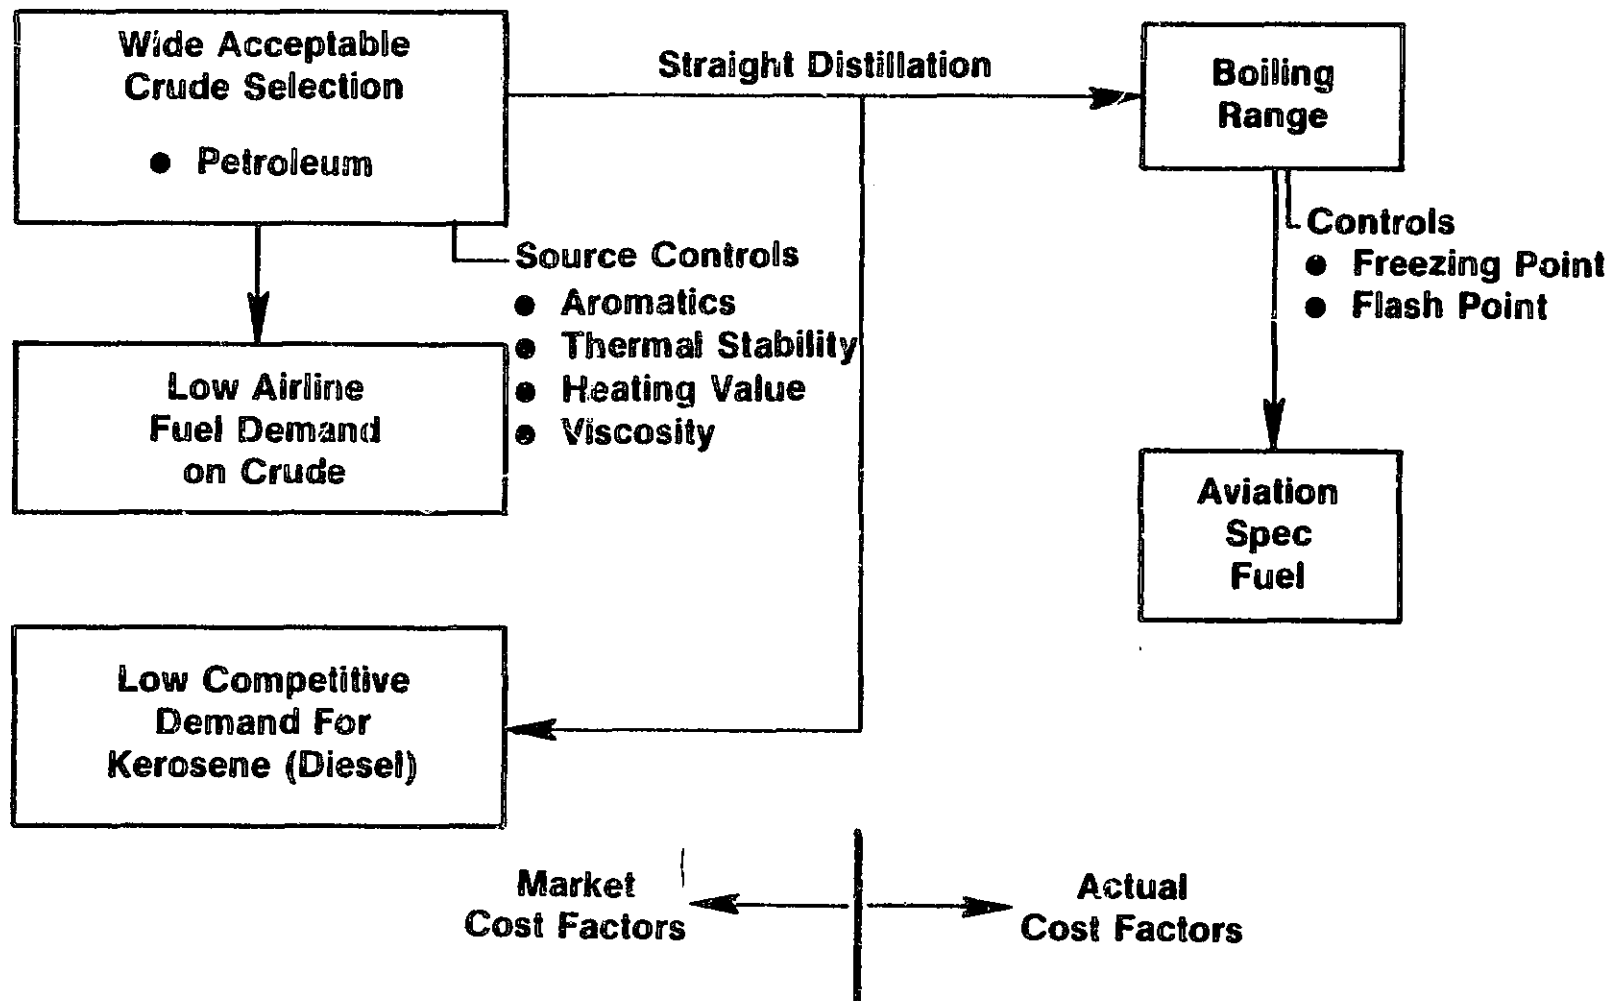 Wide Acceptable
Crude Selection
● Petroleum
Straight Distillation
Boiling
Range
Source Controls
● Aromatics
● Thermal Stability
● Heating Value
● Viscosity
Controls
● Freezing Point
● Flash Point
Low Airline
Fuel Demand
on Crude
Aviation
Spec
Fuel
Low Competitive
Demand For
Kerosene (Diesel)
Market
Cost Factors
Actual
Cost Factors